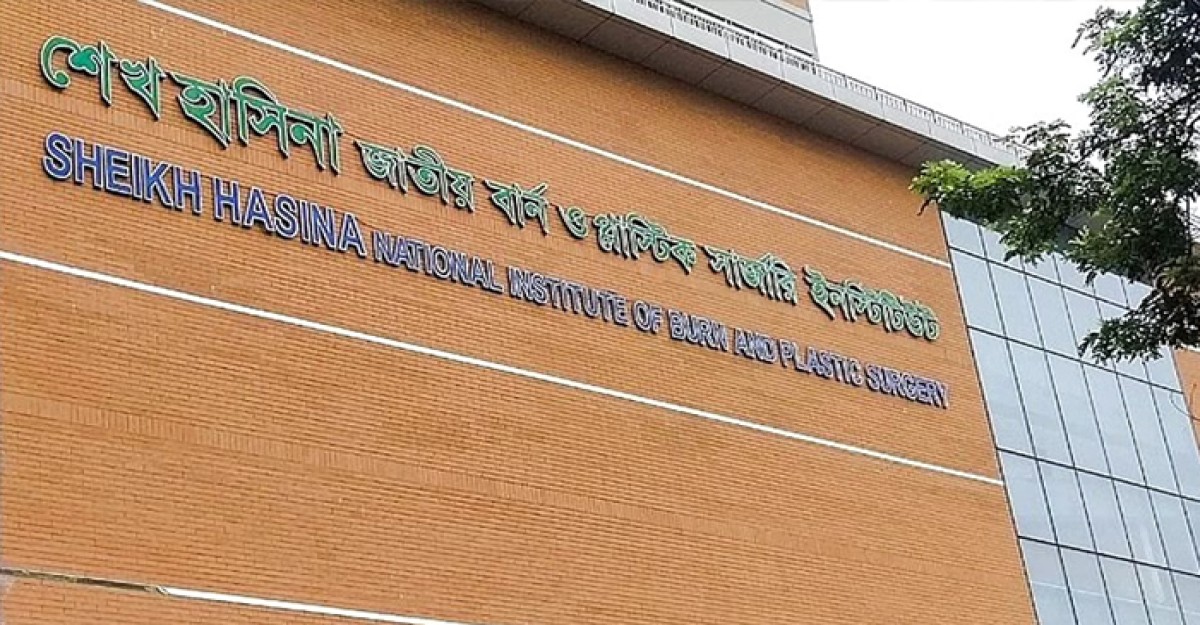 শেখ হাসিনা জাতীয় বার্ন ও প্লাস্টিক সার্জারি ইনস্টিটিউট
SHEIKH HASINA NATIONAL INSTITUTE OF BURN AND PLASTIC SURGERY